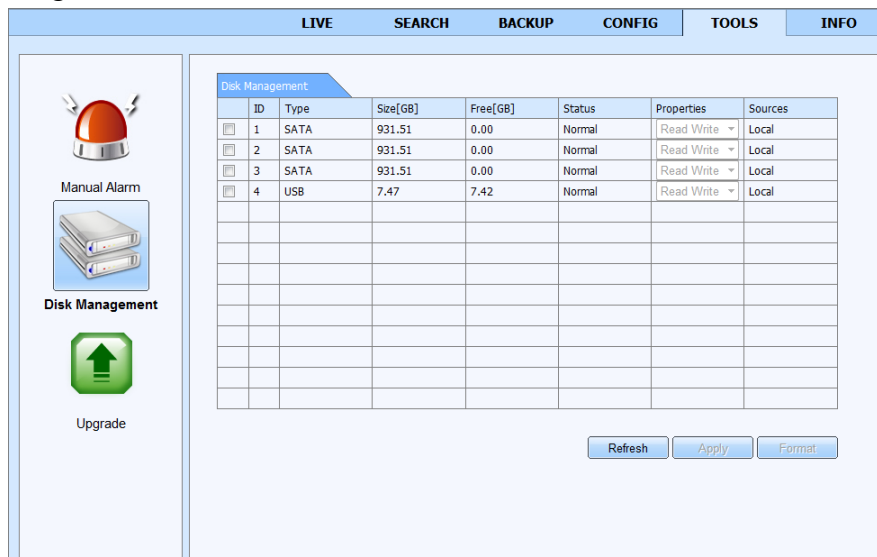 LIVE SEARCH BACKUP CONFIG TOOLS INFO
Manual Alarm
Disk Management
Upgrade
Disk Management
ID Type Size[GB] Free[GB] Status Properties Sources
1 SATA 931.51 0.00 Normal Read Write Local
2 SATA 931.51 0.00 Normal Read Write Local
3 SATA 931.51 0.00 Normal Read Write Local
4 USB 7.47 7.42 Normal Read Write Local
Refresh Apply Format